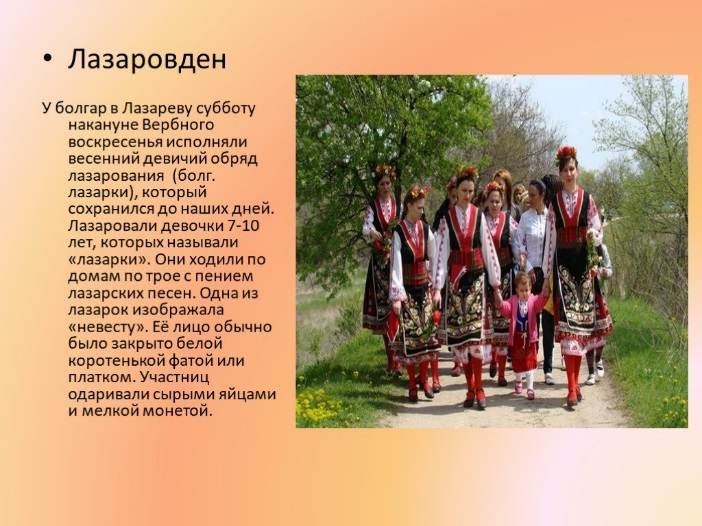 • Лазаровден
У болгар в Лазареву субботу
накануне Вербного
воскресенья исполняли
весенний девичий обряд
лазарования  (болг.
лазарки), который
сохранился до наших дней.
Лазаровали девочки 7-10
лет, которых называли
«лазарки». Они ходили по
домам по трое с пением
лазарских песен. Одна из
лазарок изображала
«невесту». Её лицо обычно
было закрыто белой
коротенькой фатой или
платком. Участниц
одаривали сырыми яйцами
и мелкой монетой.